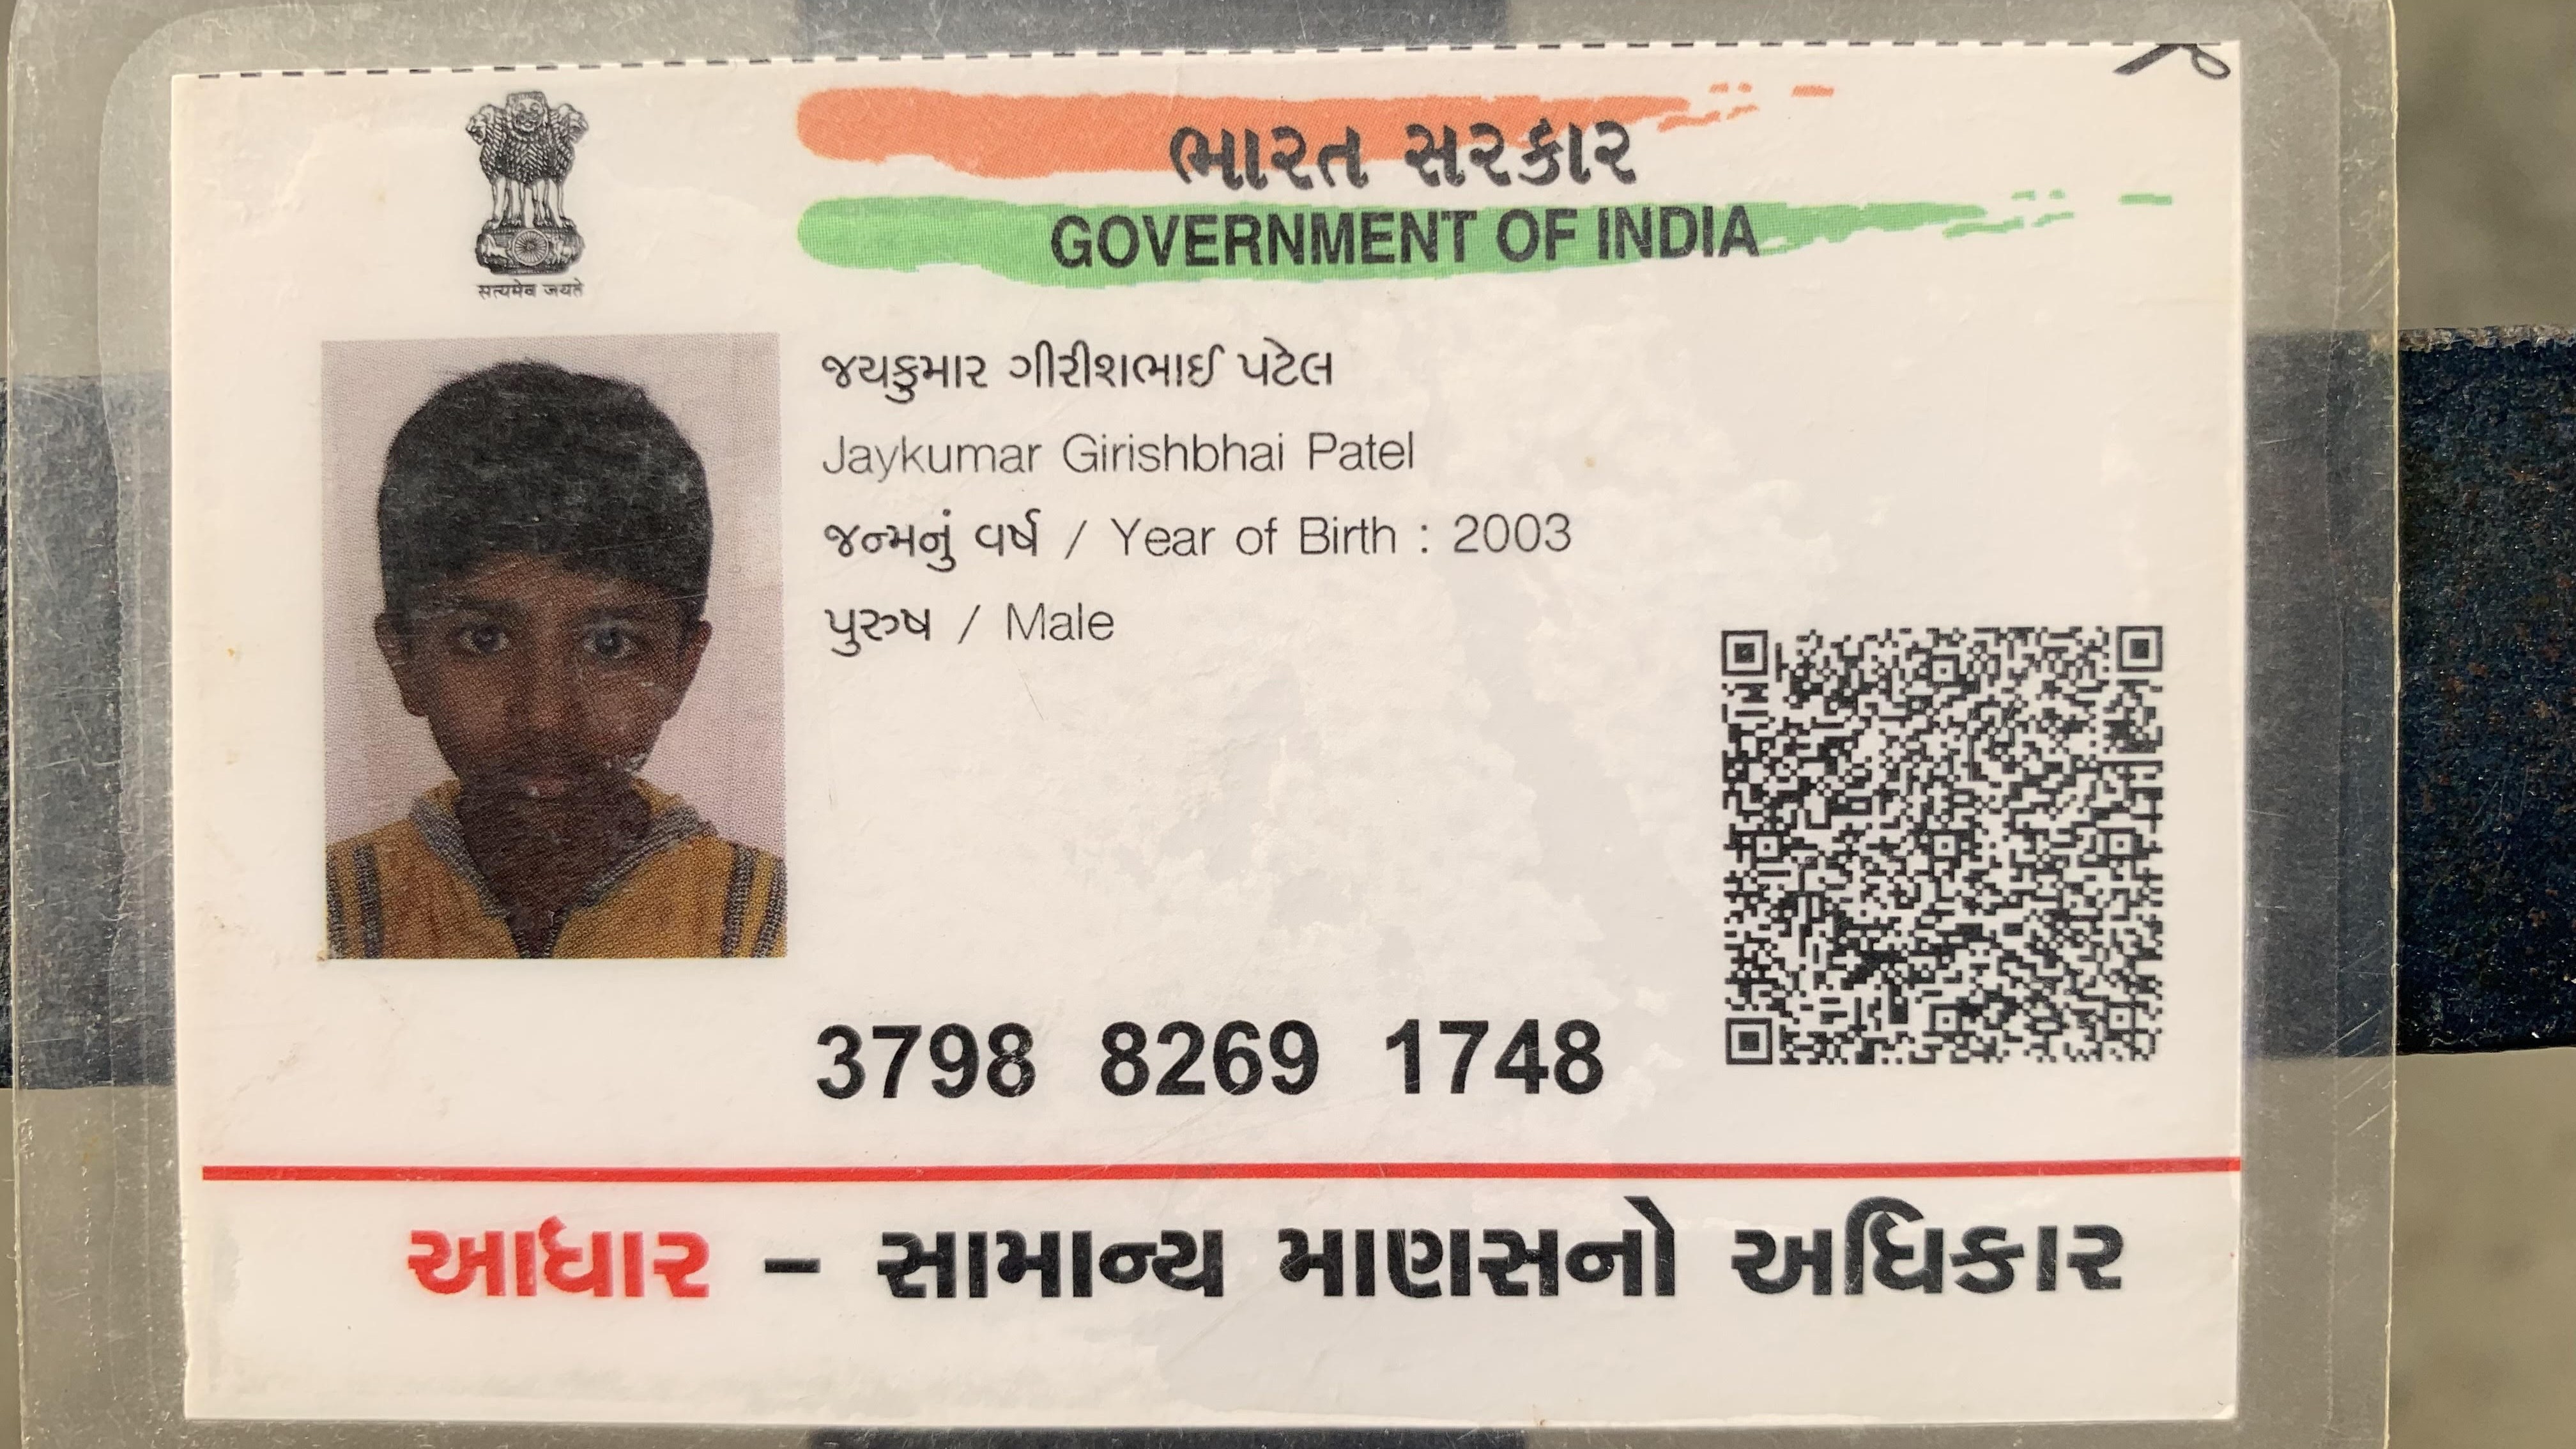 सत्यमेव जयते
ભારત સરકાર
GOVERNMENT OF INDIA
જયકુમાર ગીરીશભાઈ પટેલ
Jaykumar Girishbhai Patel
જન્મનું વર્ષ / Year of Birth : 2003
પુરુષ / Male
3798 8269 1748
આધાર – સામાન્ય માણસનો અધિકાર